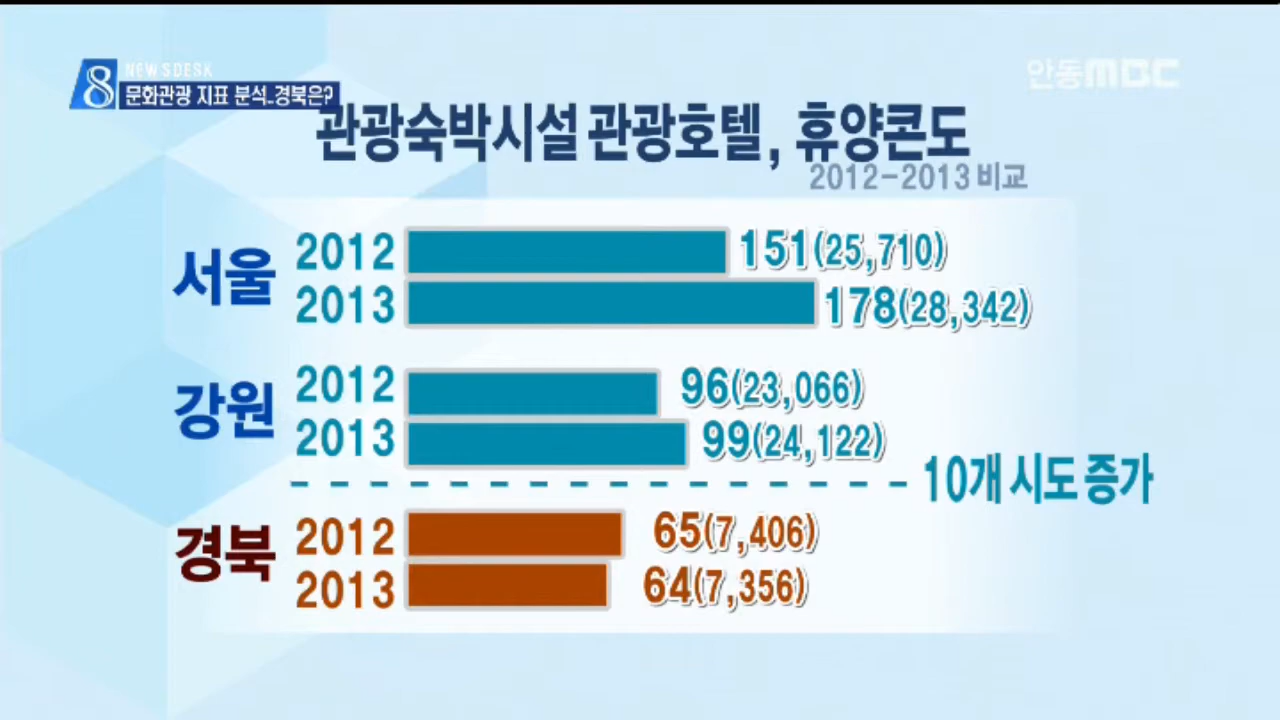 8 NEWSDESK
안동MBC
문화관광 지표 분석..경북은?
관광숙박시설 관광호텔, 휴양콘도
2012-2013 비교
서울
2012 151(25,710)
2013 178(28,342)
강원
2012 96(23,066)
2013 99(24,122)
10개 시도 증가
경북
2012 65(7,406)
2013 64(7,356)